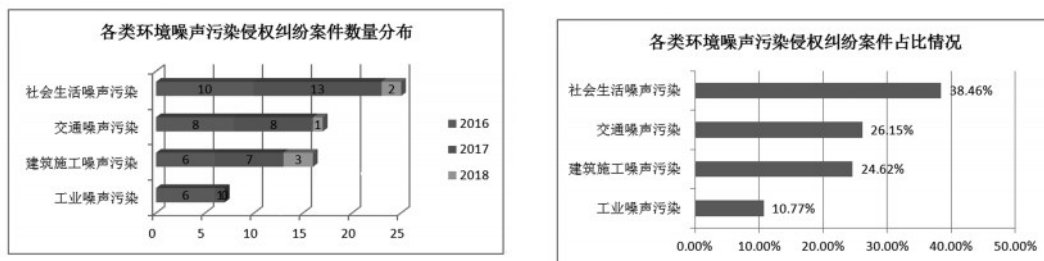 各类环境噪声污染侵权纠纷案件数量分布
社会生活噪声污染 10 13 2
交通噪声污染 8 8 1
建筑施工噪声污染 6 7 3
工业噪声污染 6 1
2016
2017
2018
0 5 10 15 20 25
各类环境噪声污染侵权纠纷案件占比情况
社会生活噪声污染 38.46%
交通噪声污染 26.15%
建筑施工噪声污染 24.62%
工业噪声污染 10.77%
0.00% 10.00% 20.00% 30.00% 40.00% 50.00%